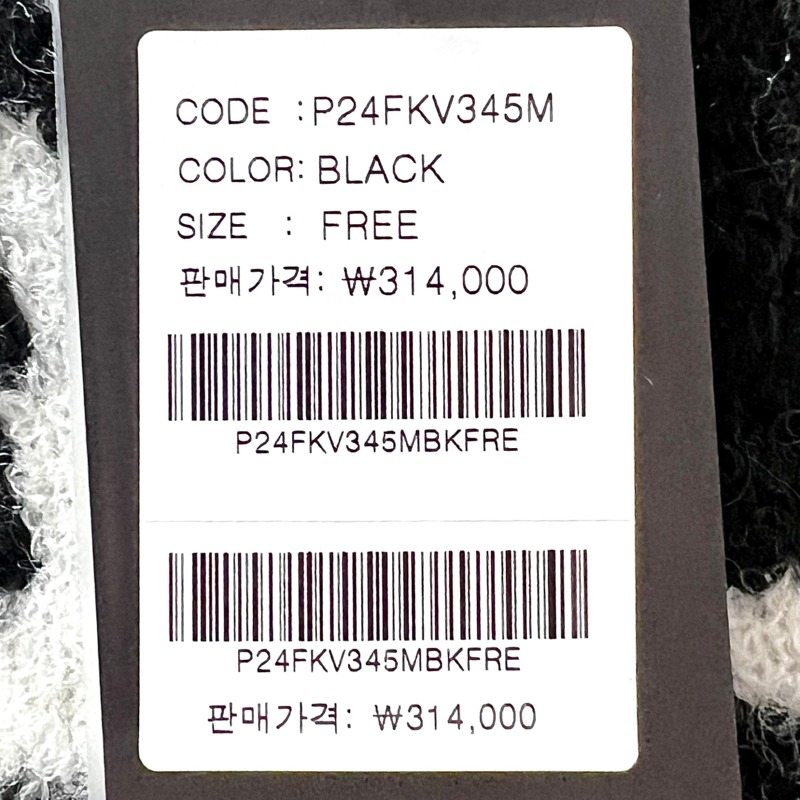 CODE :P24FKV345M
COLOR: BLACK
SIZE : FREE
판매가격: ₩314,000
P24FKV345MBKFRE
P24FKV345MBKFRE
판매가격: ₩314,000